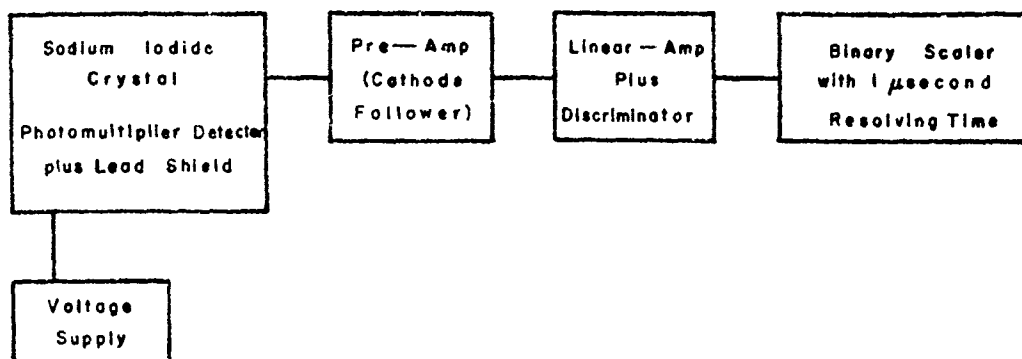 Sodium Iodide
Crystal
Photomultiplier Detector
plus Lead Shield
Pre-Amp
(Cathode
Follower)
Linear-Amp
Plus
Discriminator
Binary Scaler
with 1 μsecond
Resolving Time
Voltage
Supply